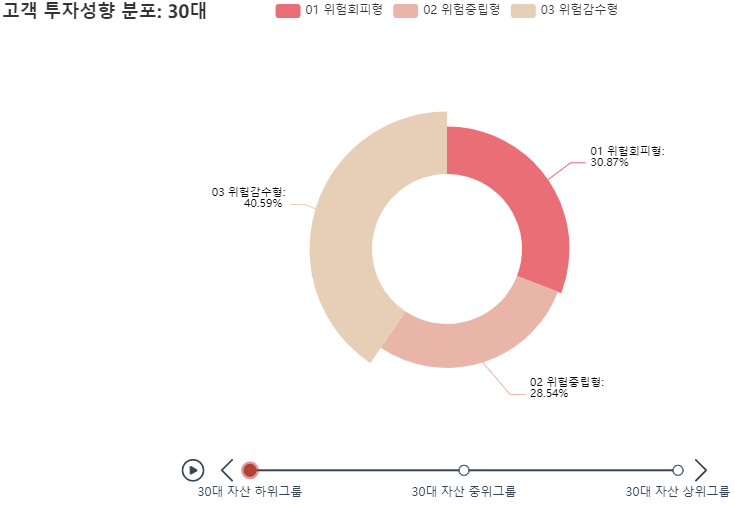 고객 투자성향 분포: 30대
01 위험회피형
02 위험중립형
03 위험감수형
01 위험회피형:
30.87%
03 위험감수형:
40.59%
02 위험중립형:
28.54%
30대 자산 하위그룹
30대 자산 중위그룹
30대 자산 상위그룹